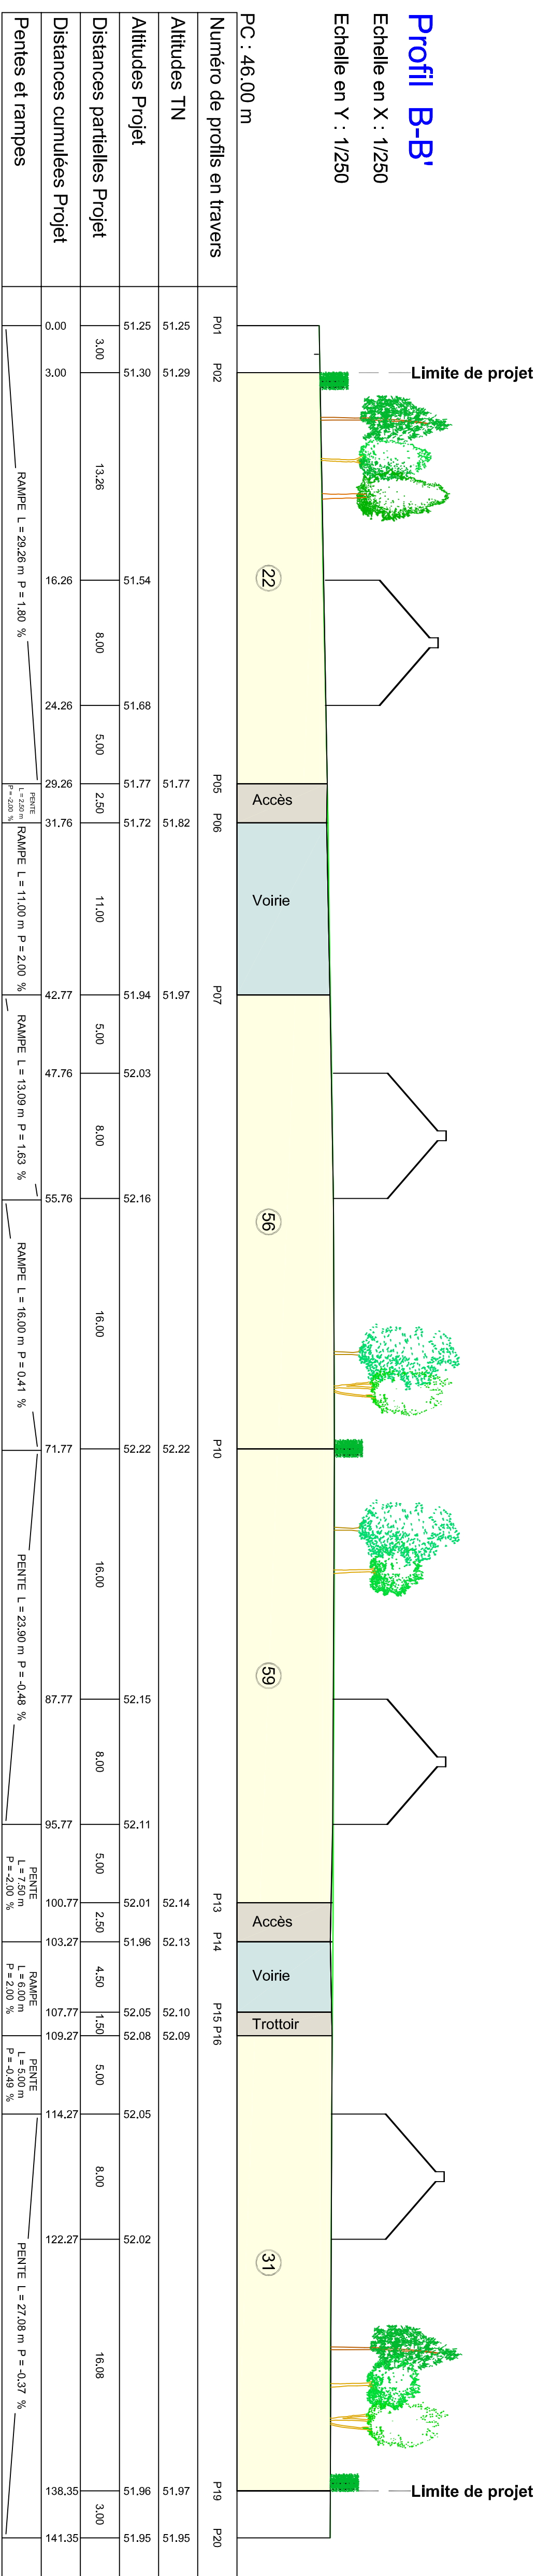 Profil B-B'
Echelle en X : 1/250
Echelle en Y : 1/250
Limite de projet
Limite de projet
22
Accès
Voirie
56
59
Accès
Voirie
Trottoir
31
PC : 46.00 m
Numéro de profils en travers
P01 P02 P05 P06 P07 P10 P13 P14 P15 P16 P19 P20
Altitudes TN
51.25 51.29 51.77 51.82 51.97 52.22 52.14 52.13 52.10 52.09 51.97 51.95
Altitudes Projet
51.25 51.30 51.54 51.68 51.77 51.72 51.94 52.03 52.16 52.22 52.15 52.11 52.01 51.96 52.05 52.08 52.05 52.02 51.96 51.95
Distances partielles Projet
3.00 13.26 8.00 5.00 2.50 11.00 5.00 8.00 16.00 16.00 8.00 5.00 2.50 4.50 1.50 5.00 8.00 16.08 3.00
Distances cumulées Projet
0.00 3.00 16.26 24.26 29.26 31.76 42.77 47.76 55.76 71.77 87.77 95.77 100.77 103.27 107.77 109.27 114.27 122.27 138.35 141.35
Pentes et rampes
RAMPE L = 29.26 m P = 1.80 %
PENTE
L = 2.50 m
P = -2.00 %
RAMPE L = 11.00 m P = 2.00 %
RAMPE L = 13.09 m P = 1.63 %
RAMPE L = 16.00 m P = 0.41 %
PENTE L = 23.90 m P = -0.48 %
PENTE
L = 7.50 m
P = -2.00 %
RAMPE
L = 6.00 m
P = 2.00 %
PENTE
L = 5.00 m
P = -0.49 %
PENTE L = 27.08 m P = -0.37 %